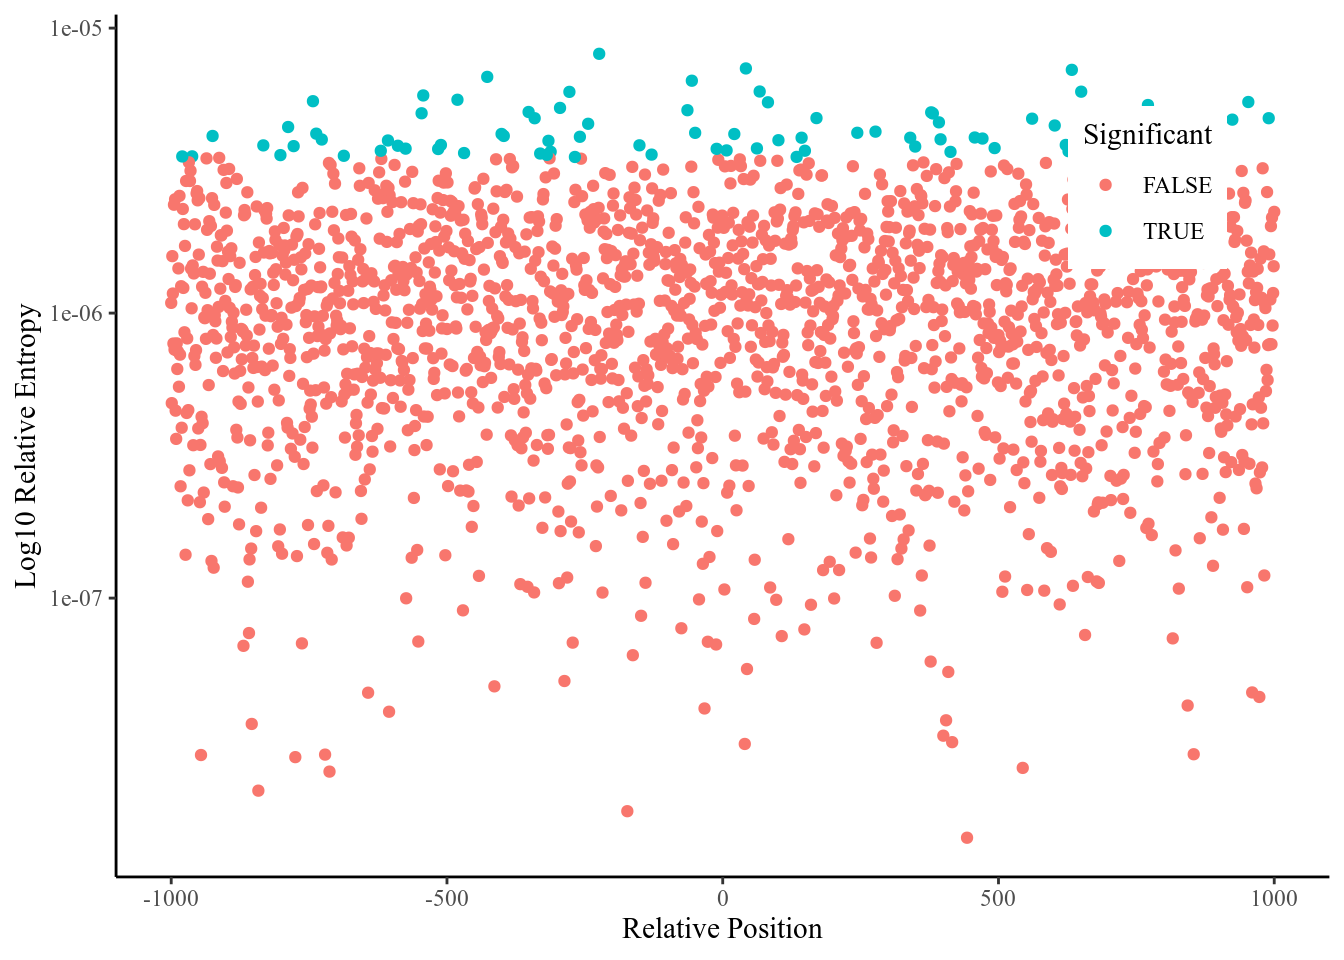 1e-05
1e-06
1e-07
Log10 Relative Entropy
Significant
FALSE
TRUE
-1000
-500
0
500
1000
Relative Position